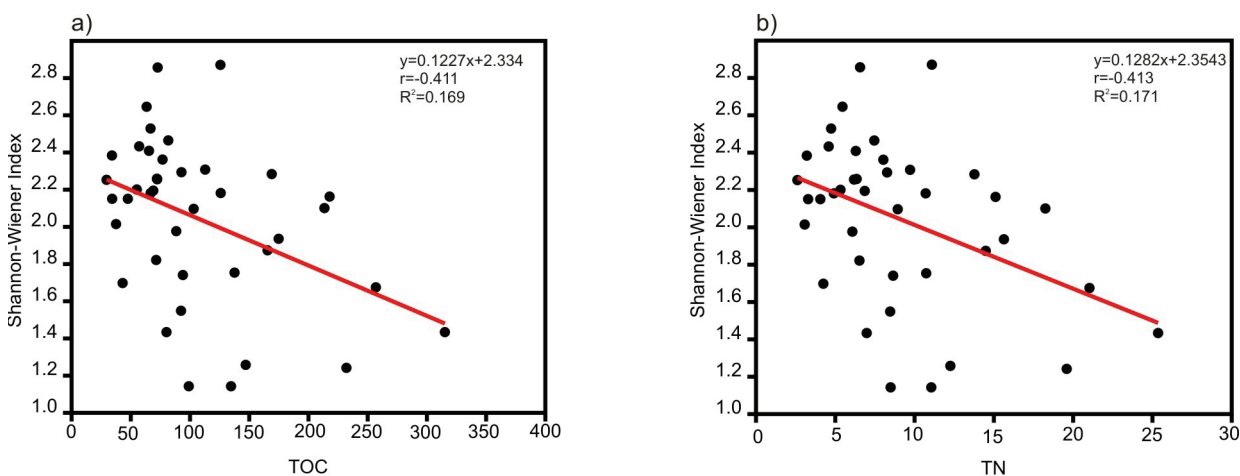 a)
y=0.1227x+2.334
r=-0.411
R²=0.169
Shannon-Wiener Index
2.8
2.6
2.4
2.2
2.0
1.8
1.6
1.4
1.2
1.0
0 50 100 150 200 250 300 350 400
TOC
b)
y=0.1282x+2.3543
r=-0.413
R²=0.171
Shannon-Wiener Index
2.8
2.6
2.4
2.2
2.0
1.8
1.6
1.4
1.2
1.0
0 5 10 15 20 25 30
TN